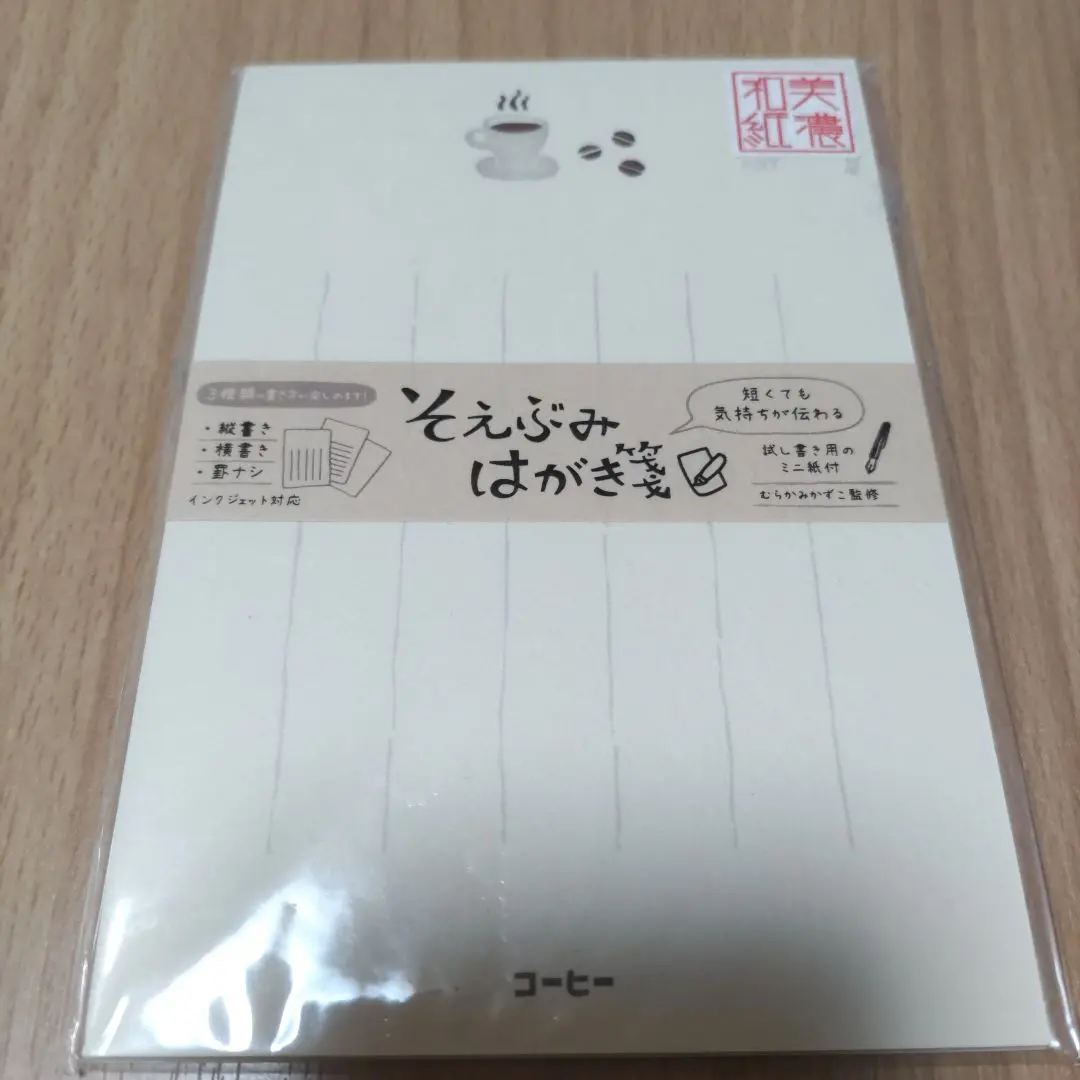 美濃
和紙
3種類の書き方が楽しめます!
・縦書き
・横書き
・罫ナシ
インクジェット対応
そえぶみ
はがき箋
短くても
気持ちが伝わる
試し書き用の
ミニ紙付
むらかみかずこ監修
コーヒー